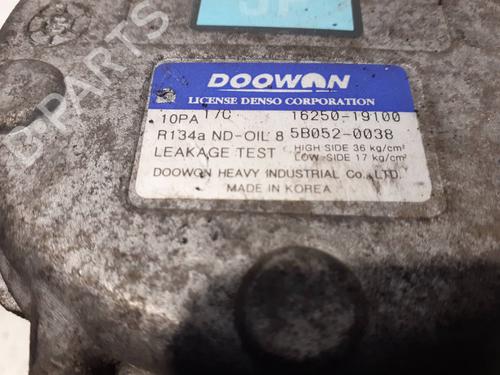 DOOWON
LICENSE DENSO CORPORATION
10PA 17C 16250-19100
R134a ND-OIL 8 5B052-0038
LEAKAGE TEST HIGH SIDE 36 kg/cm²
LOW-SIDE 17 kg/cm²
DOOWON HEAVY INDUSTRIAL Co., LTD.
MADE IN KOREA
B-PARTS